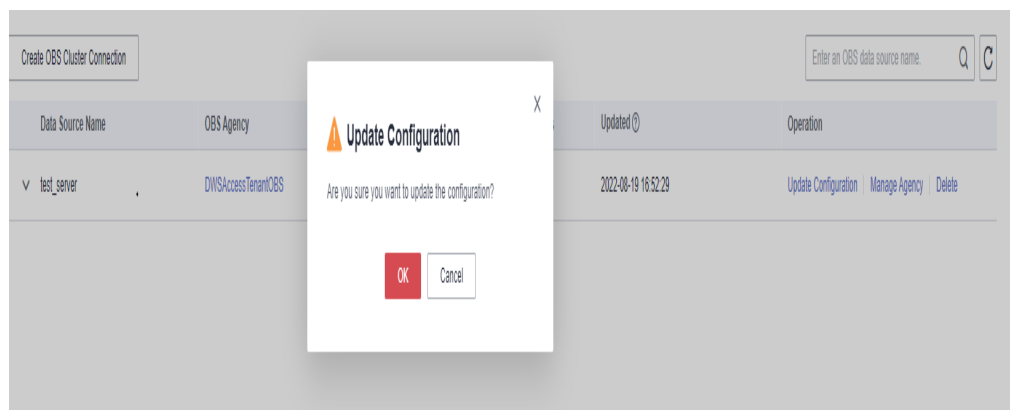 Create OBS Cluster Connection
Enter an OBS data source name.
Data Source Name OBS Agency Updated Operation
test_server DWSAccessTenantOBS 2022-08-19 16:52:29 Update Configuration Manage Agency Delete
X
Update Configuration
Are you sure you want to update the configuration?
OK Cancel